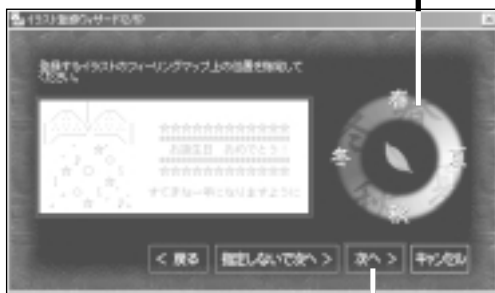 イラスト登録ウィザード(2/5)
登録するイラストのフィーリングマップ上の位置を指定して
ください。
☆☆☆☆☆☆☆☆☆☆☆☆
お誕生日 おめでとう!
☆☆☆☆☆☆☆☆☆☆☆☆
すてきな一年になりますように
春
夏
秋
冬
< 戻る
指定しないで次へ >
次へ >
キャンセル